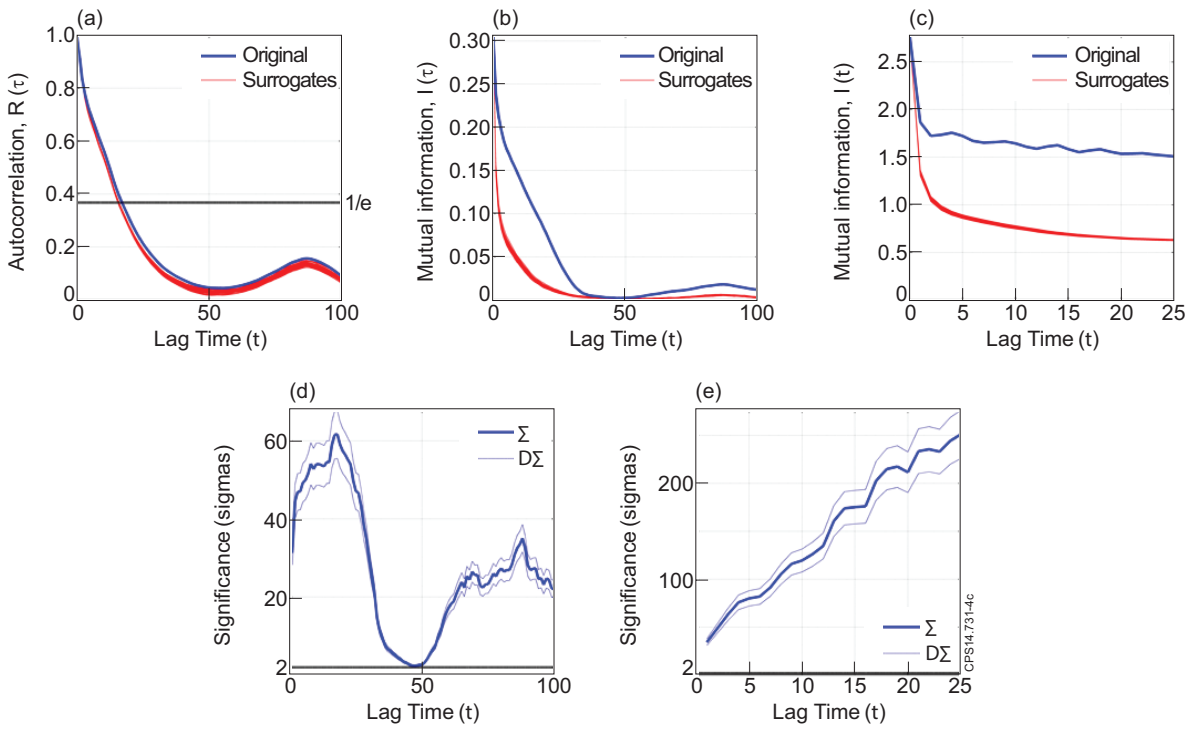 (a)
Autocorrelation, R (τ)
1.0
0.8
0.6
0.4
0.2
0
Original
Surrogates
1/e
0
50
100
Lag Time (t)
(b)
Mutual information, I (τ)
0.30
0.25
0.20
0.15
0.10
0.05
0
Original
Surrogates
0
50
100
Lag Time (t)
(c)
Mutual information, I (t)
2.5
2.0
1.5
1.0
0.5
0
Original
Surrogates
0
5
10
15
20
25
Lag Time (t)
(d)
Significance (sigmas)
60
40
20
2
Σ
DΣ
0
50
100
Lag Time (t)
(e)
Significance (sigmas)
200
100
2
Σ
DΣ
CPS14.731-4c
0
5
10
15
20
25
Lag Time (t)